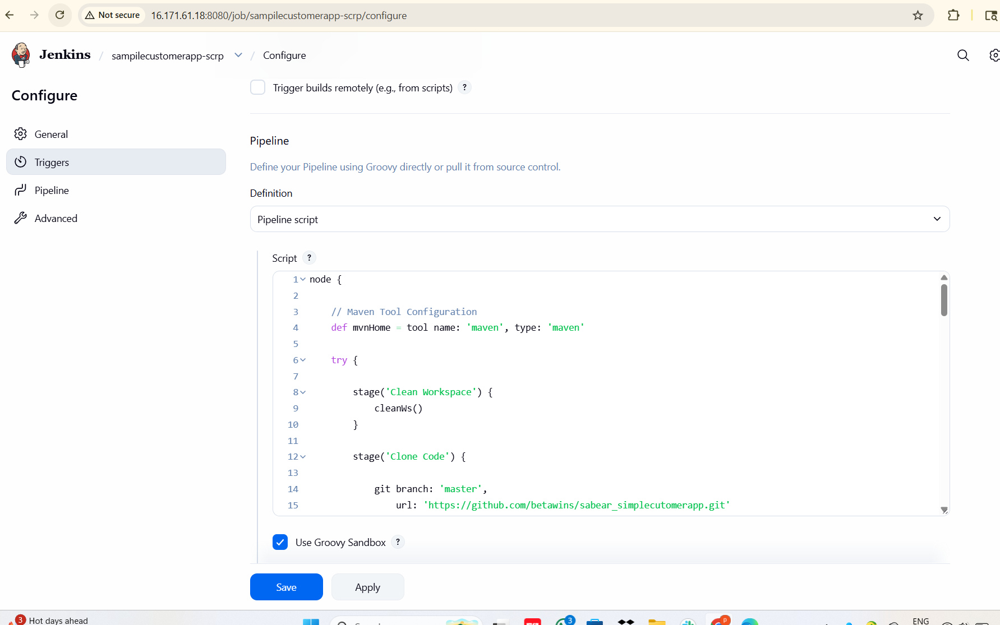 Not secure
16.171.61.18:8080/job/sampilecustomerapp-scrp/configure
Jenkins / sampilecustomerapp-scrp / Configure
Configure
General
Triggers
Pipeline
Advanced
Trigger builds remotely (e.g., from scripts) ?
Pipeline
Define your Pipeline using Groovy directly or pull it from source control.
Definition
Pipeline script
Script ?
1 node {
2
3 // Maven Tool Configuration
4 def mvnHome = tool name: 'maven', type: 'maven'
5
6 try {
7
8 stage('Clean Workspace') {
9 cleanWs()
10 }
11
12 stage('Clone Code') {
13
14 git branch: 'master',
15 url: 'https://github.com/betawins/sabear_simplecutomerapp.git'
Use Groovy Sandbox ?
Save
Apply
3 Hot days ahead
3
P
ENG